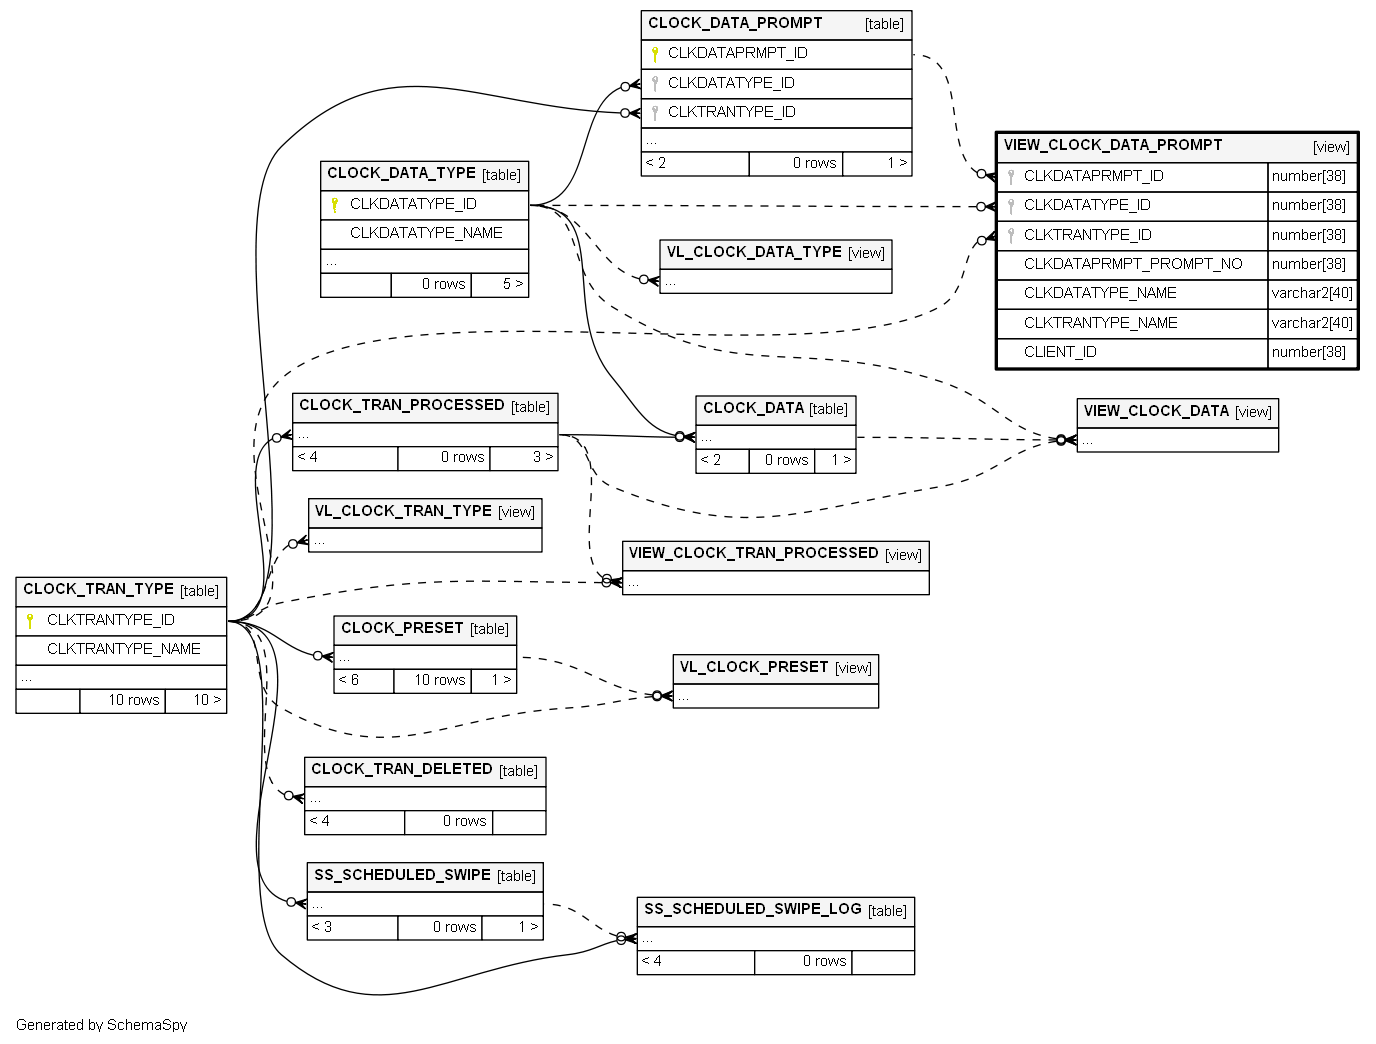 CLOCK_DATA_PROMPT [table]
CLKDATAPRMPT_ID
CLKDATATYPE_ID
CLKTRANTYPE_ID
...
< 2 0 rows 1 >
VIEW_CLOCK_DATA_PROMPT [view]
CLKDATAPRMPT_ID number[38]
CLKDATATYPE_ID number[38]
CLKTRANTYPE_ID number[38]
CLKDATAPRMPT_PROMPT_NO number[38]
CLKDATATYPE_NAME varchar2[40]
CLKTRANTYPE_NAME varchar2[40]
CLIENT_ID number[38]
CLOCK_DATA_TYPE [table]
CLKDATATYPE_ID
CLKDATATYPE_NAME
...
0 rows 5 >
VL_CLOCK_DATA_TYPE [view]
...
CLOCK_TRAN_PROCESSED [table]
...
< 4 0 rows 3 >
CLOCK_DATA [table]
...
< 2 0 rows 1 >
VIEW_CLOCK_DATA [view]
...
VL_CLOCK_TRAN_TYPE [view]
...
VIEW_CLOCK_TRAN_PROCESSED [view]
...
CLOCK_TRAN_TYPE [table]
CLKTRANTYPE_ID
CLKTRANTYPE_NAME
...
10 rows 10 >
CLOCK_PRESET [table]
...
< 6 10 rows 1 >
VL_CLOCK_PRESET [view]
...
CLOCK_TRAN_DELETED [table]
...
< 4 0 rows
SS_SCHEDULED_SWIPE [table]
...
< 3 0 rows 1 >
SS_SCHEDULED_SWIPE_LOG [table]
...
< 4 0 rows
Generated by SchemaSpy